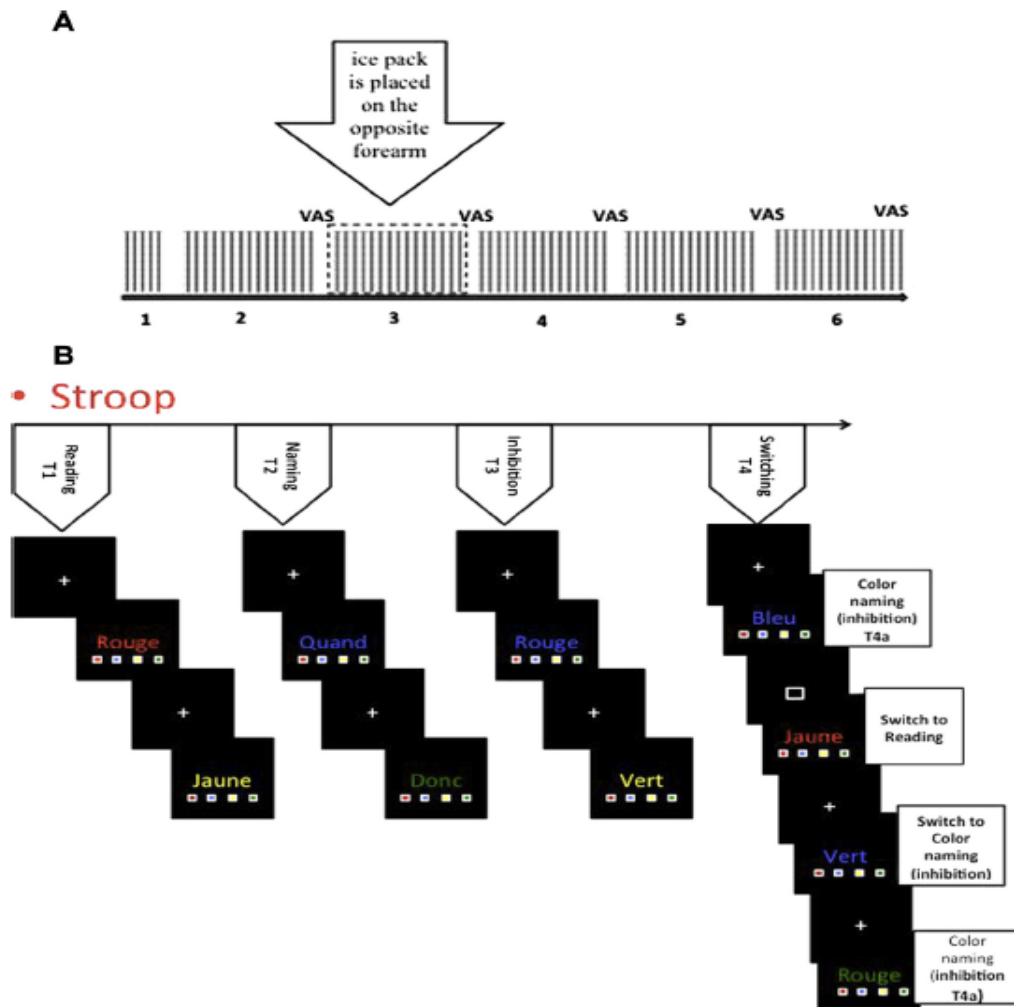 A
ice pack
is placed
on the
opposite
forearm
VAS VAS VAS VAS VAS
1 2 3 4 5 6
B
• Stroop
Reading
T1
Naming
T2
Inhibition
T3
Switching
T4
Rouge
Jaune
Quand
Donc
Rouge
Vert
Bleu
Color
naming
(inhibition)
T4a
Jaune
Switch to
Reading
Vert
Switch to
Color
naming
(inhibition)
Rouge
Color
naming
(inhibition
T4a)